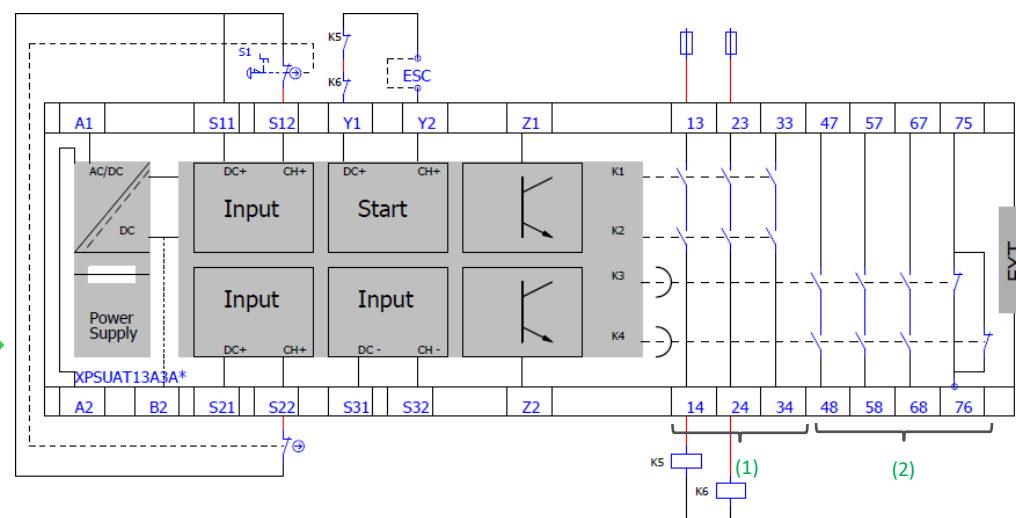 K5
S1
K6
ESC
A1 S11 S12 Y1 Y2 Z1 13 23 33 47 57 67 75
AC/DC DC+ CH+ DC+ CH+ K1
Input Start
DC K2
K3
Input Input
Power
Supply
K4
DC+ CH+ DC - CH -
EXT
XPSUAT13A3A*
A2 B2 S21 S22 S31 S32 Z2 14 24 34 48 58 68 76
K5 (1) (2)
K6